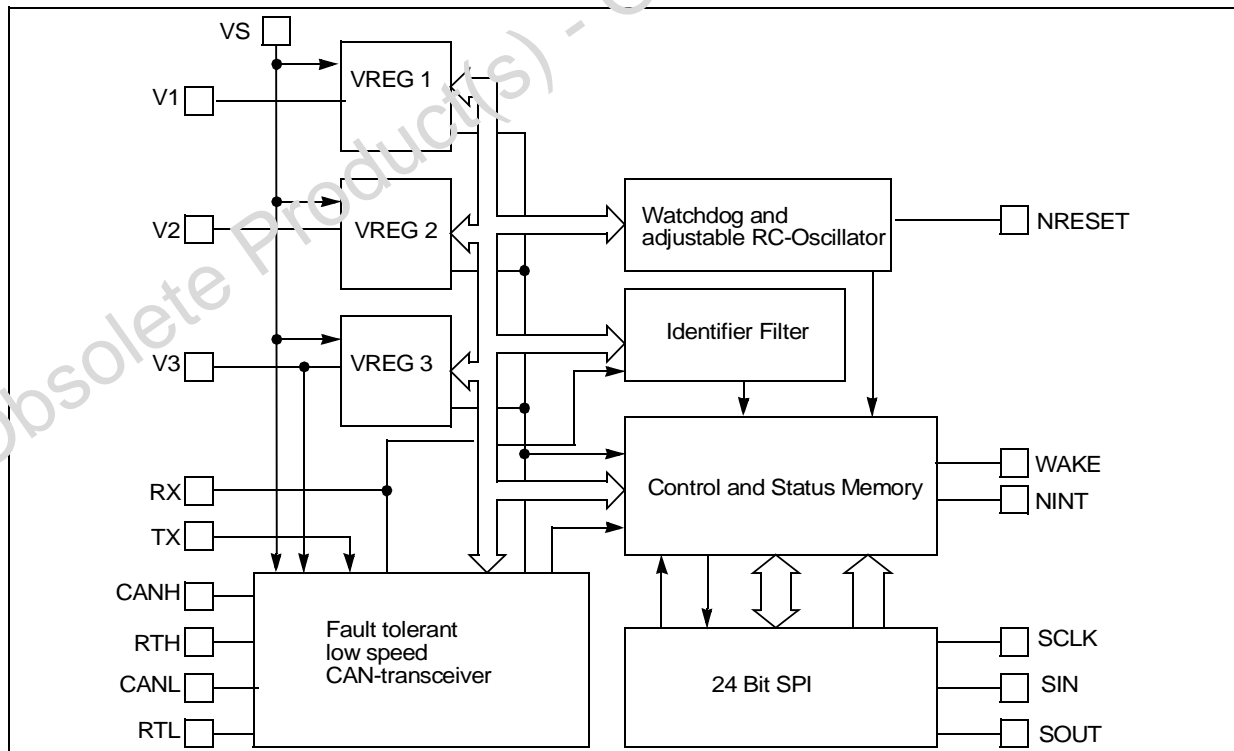 Obsolete Product(s) -
VS
V1
VREG 1
V2
VREG 2
Watchdog and
adjustable RC-Oscillator
NRESET
Identifier Filter
V3
VREG 3
RX
TX
Control and Status Memory
WAKE
NINT
CANH
RTH
CANL
RTL
Fault tolerant
low speed
CAN-transceiver
24 Bit SPI
SCLK
SIN
SOUT